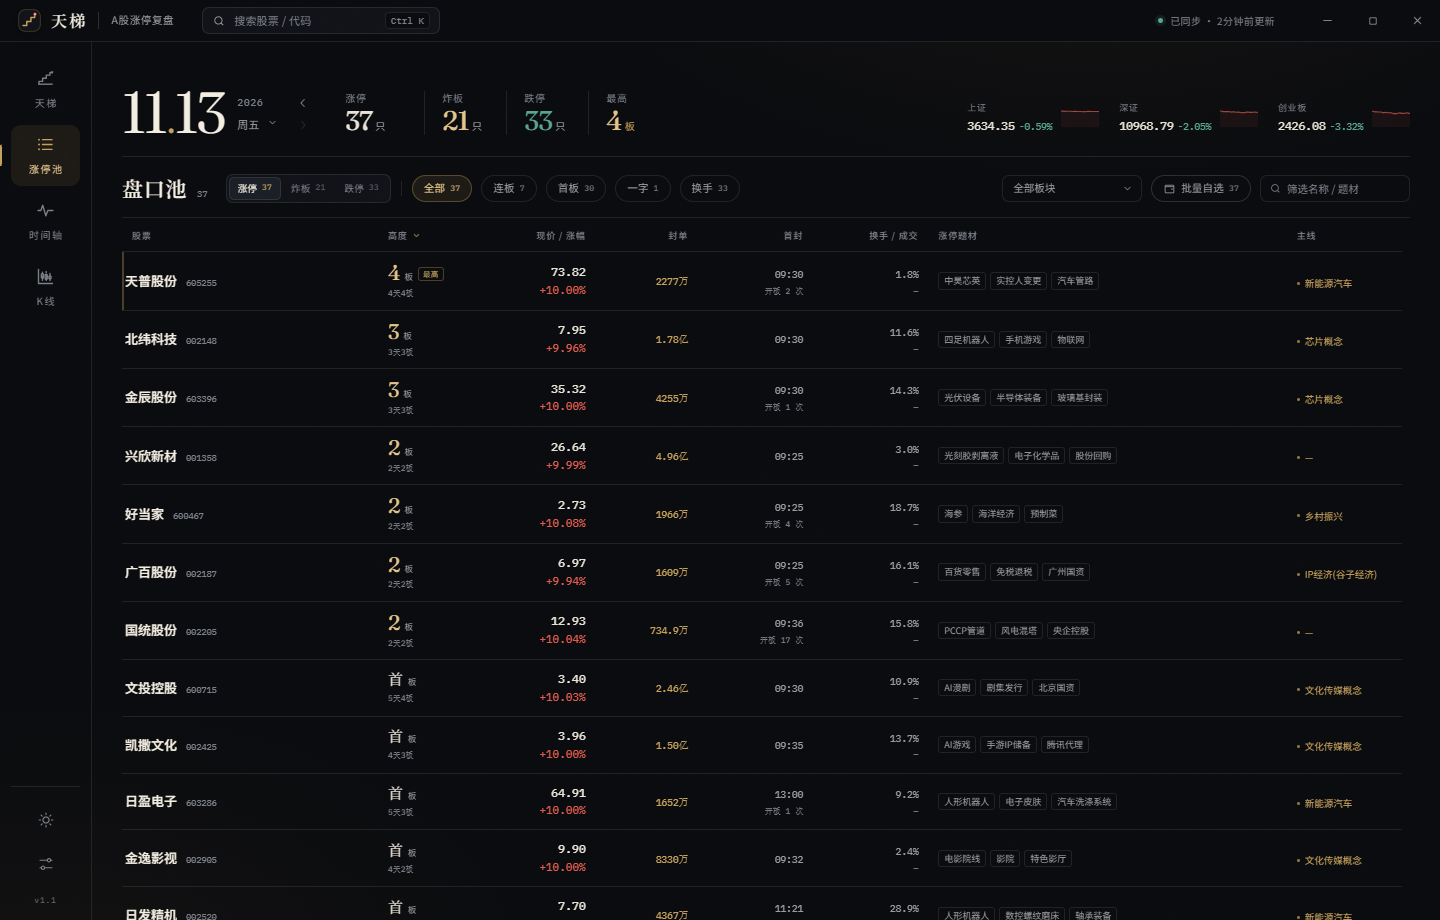 天梯 A股涨停复盘 搜索股票 / 代码 Ctrl K 已同步 · 2分钟前更新
天梯
涨停池
时间轴
K线
v1.1
11.13 2026 周五
涨停 37只
炸板 21只
跌停 33只
最高 4板
上证 3634.35 -0.59%
深证 10968.79 -2.05%
创业板 2426.08 -3.32%
盘口池 37 涨停 37 炸板 21 跌停 33 全部 37 连板 7 首板 30 一字 1 换手 33 全部板块 批量自选 37 筛选名称 / 题材
股票 高度 现价 / 涨幅 封单 首封 换手 / 成交 涨停题材 主线
天普股份 605255 4 板 最高 73.82 2277万 09:30 1.8% 中昊芯英 实控人变更 汽车管路 • 新能源汽车
4天4板 +10.00% 开板 2 次 —
北纬科技 002148 3 板 7.95 1.78亿 09:30 11.6% 四足机器人 手机游戏 物联网 • 芯片概念
3天3板 +9.96% —
金辰股份 603396 3 板 35.32 4255万 09:30 14.3% 光伏设备 半导体装备 玻璃基封装 • 芯片概念
3天3板 +10.00% 开板 1 次 —
兴欣新材 001358 2 板 26.64 4.96亿 09:25 3.0% 光刻胶剥离液 电子化学品 股份回购 • —
2天2板 +9.99% —
好当家 600467 2 板 2.73 1966万 09:25 18.7% 海参 海洋经济 预制菜 • 乡村振兴
2天2板 +10.08% 开板 4 次 —
广百股份 002187 2 板 6.97 1609万 09:25 16.1% 百货零售 免税退税 广州国资 • IP经济(谷子经济)
2天2板 +9.94% 开板 5 次 —
国统股份 002205 2 板 12.93 734.9万 09:36 15.8% PCCP管道 风电混塔 央企控股 • —
2天2板 +10.04% 开板 17 次 —
文投控股 600715 首 板 3.40 2.46亿 09:30 10.9% AI漫剧 剧集发行 北京国资 • 文化传媒概念
5天4板 +10.03% —
凯撒文化 002425 首 板 3.96 1.50亿 09:35 13.7% AI游戏 手游IP储备 腾讯代理 • 文化传媒概念
4天3板 +10.00% —
日盈电子 603286 首 板 64.91 1652万 13:00 9.2% 人形机器人 电子皮肤 汽车洗涤系统 • 新能源汽车
5天3板 +10.00% 开板 1 次 —
金逸影视 002905 首 板 9.90 8330万 09:32 2.4% 电影院线 影院 特色影厅 • 文化传媒概念
4天2板 +10.00% —
日发精机 002520 首 板 7.70 4367万 11:21 28.9% 人形机器人 数控螺纹磨床 轴承装备 • 新能源汽车